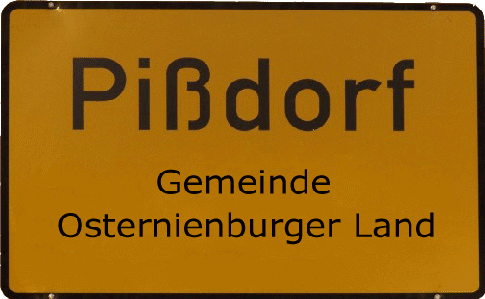 Pißdorf
Gemeinde
Osternienburger Land